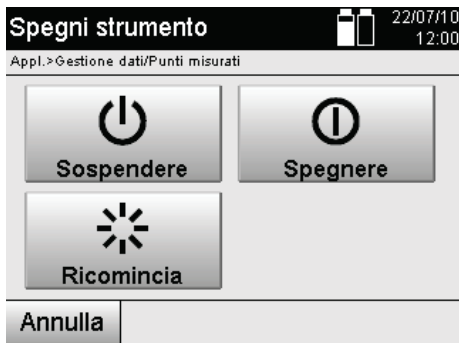 Spegni strumento
22/07/10
12:00
Appl.>Gestione dati/Punti misurati
Sospendere
Spegnere
Ricomincia
Annulla